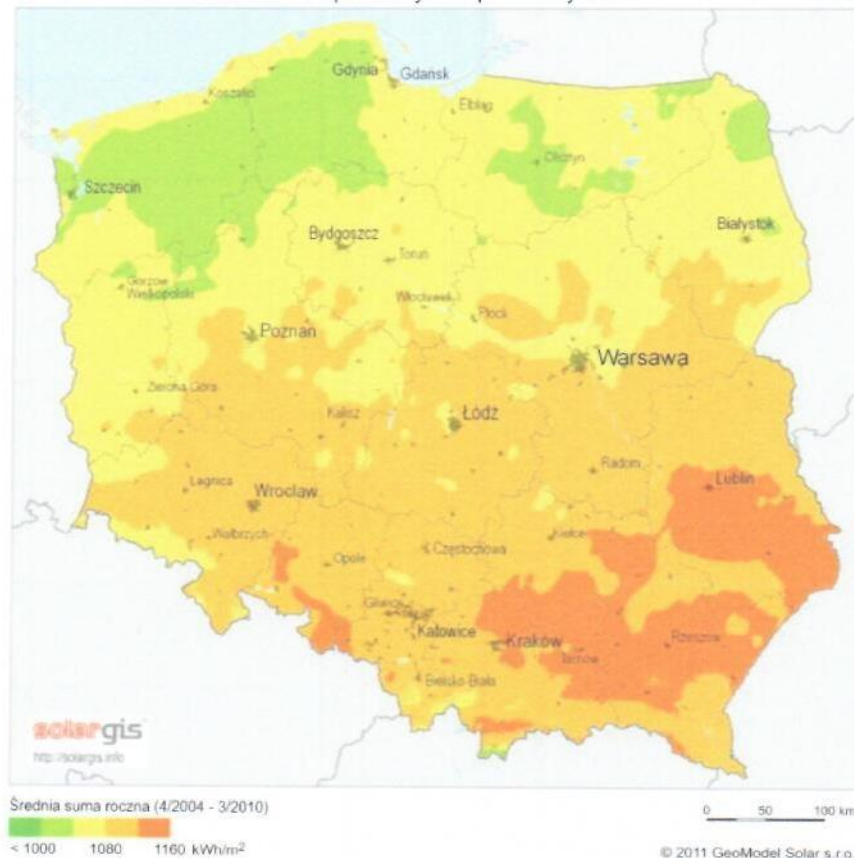 Gdynia
Gdańsk
Koszalin
Elbląg
Olsztyn
Szczecin
Bydgoszcz
Toruń
Białystok
Gorzów
Wielkopolski
Włocławek
Płock
Poznan
Warsawa
Zielona Góra
Kalisz
Łódź
Radom
Lublin
Legnica
Wroclaw
Wałbrzych
Opole
Częstochowa
Kielce
Gliwice
Katowice
Kraków
Tarnów
Rzeszów
Bielsko-Biała
solargis
http://solargis.info
Średnia suma roczna (4/2004 - 3/2010)
< 1000 1080 1160 kWh/m²
0 50 100 km
© 2011 GeoModel Solar s.r.o.